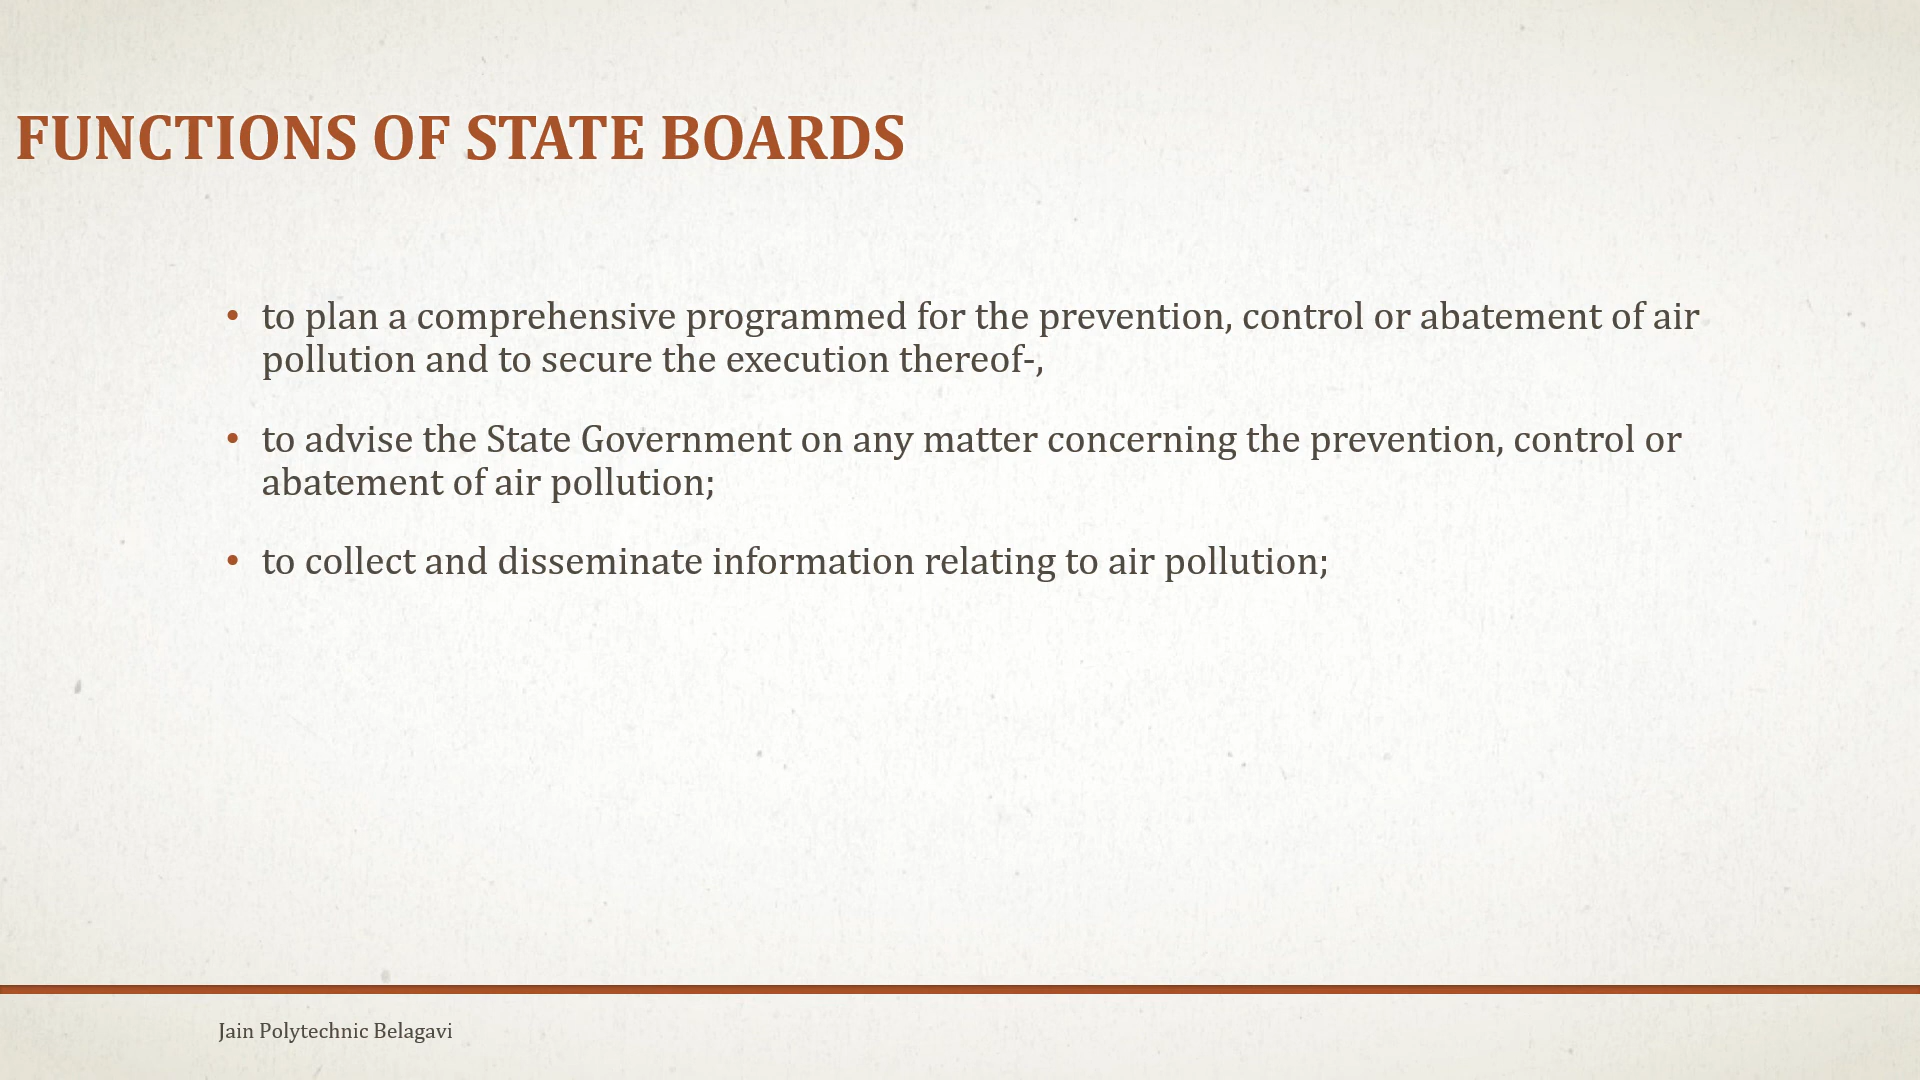 FUNCTIONS OF STATE BOARDS
• to plan a comprehensive programmed for the prevention, control or abatement of air
pollution and to secure the execution thereof-,
• to advise the State Government on any matter concerning the prevention, control or
abatement of air pollution;
• to collect and disseminate information relating to air pollution;
Jain Polytechnic Belagavi